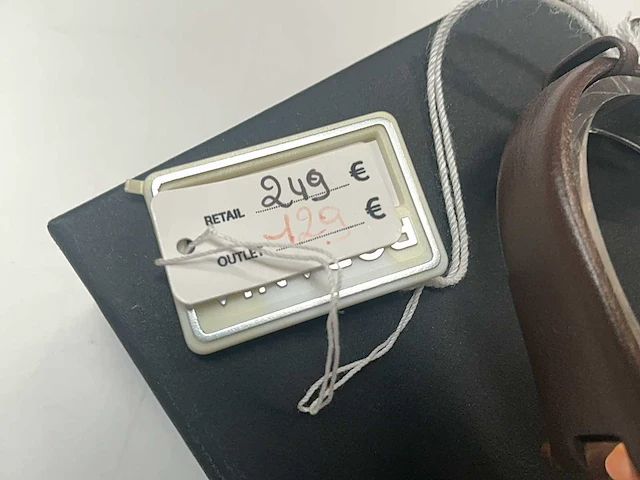 RETAIL 249 €
OUTLET 129 €